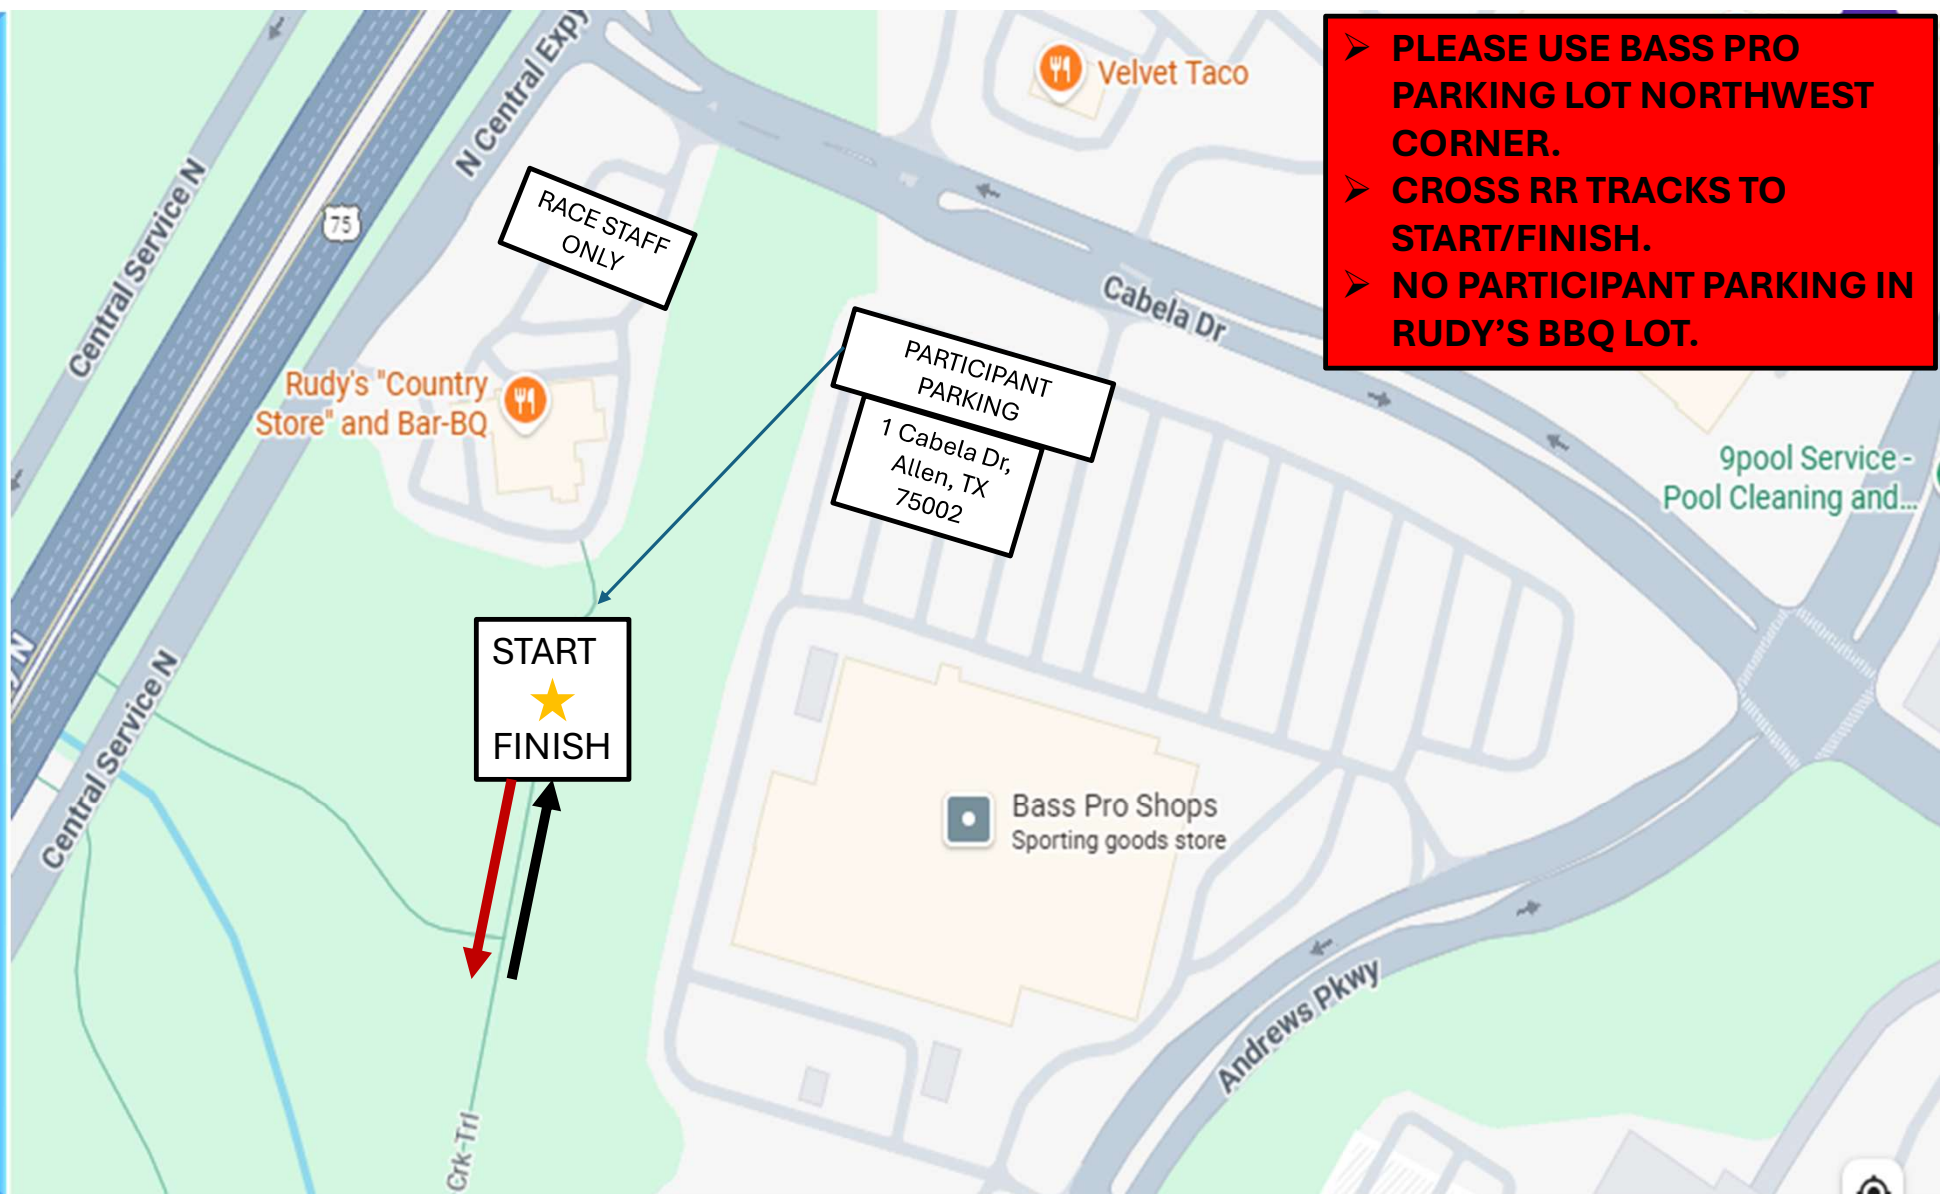 ➢ PLEASE USE BASS PRO
PARKING LOT NORTHWEST
CORNER.
➢ CROSS RR TRACKS TO
START/FINISH.
➢ NO PARTICIPANT PARKING IN
RUDY'S BBQ LOT.
Velvet Taco
N Central Expy
Central Service N
75
RACE STAFF
ONLY
Cabela Dr
PARTICIPANT
PARKING
1 Cabela Dr,
Allen, TX
75002
Rudy's "Country
Store" and Bar-BQ
9pool Service -
Pool Cleaning and...
START
FINISH
Central Service N
Bass Pro Shops
Sporting goods store
Andrews Pkwy
Crk-Trl